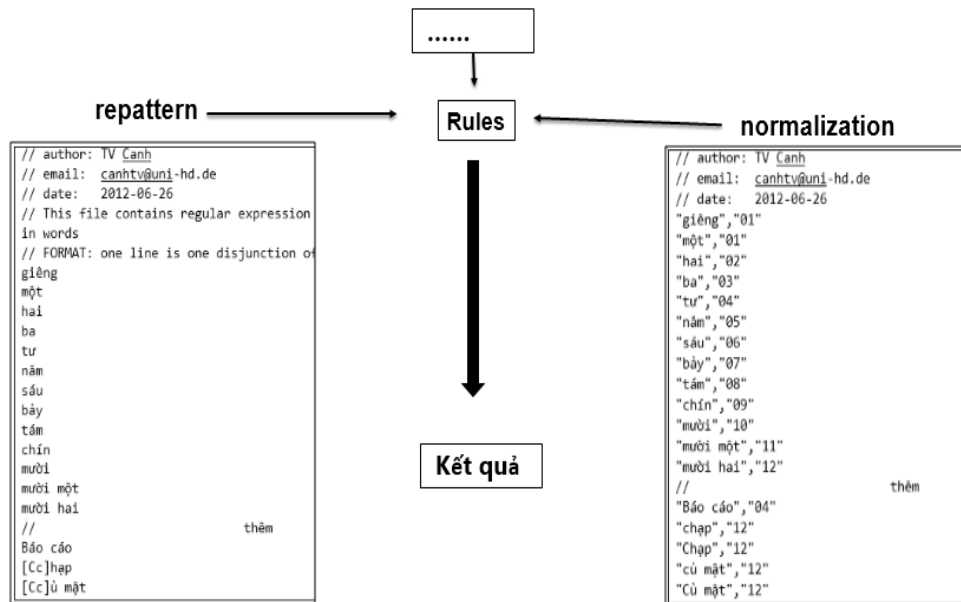 ......
repattern
Rules
normalization
// author: TV Canh
// email: canhtv@uni-hd.de
// date: 2012-06-26
// This file contains regular expression
in words
// FORMAT: one line is one disjunction of
giêng
một
hai
ba
tư
năm
sáu
bảy
tám
chín
mười
mười một
mười hai
// thêm
Báo cáo
[Cc]hạp
[Cc]ủ mật
Kết quả
// author: TV Canh
// email: canhtv@uni-hd.de
// date: 2012-06-26
"giêng","01"
"một","01"
"hai","02"
"ba","03"
"tư","04"
"năm","05"
"sáu","06"
"bảy","07"
"tám","08"
"chín","09"
"mười","10"
"mười một","11"
"mười hai","12"
// thêm
"Báo cáo","04"
"chạp","12"
"Chạp","12"
"củ mật","12"
"Củ mật","12"